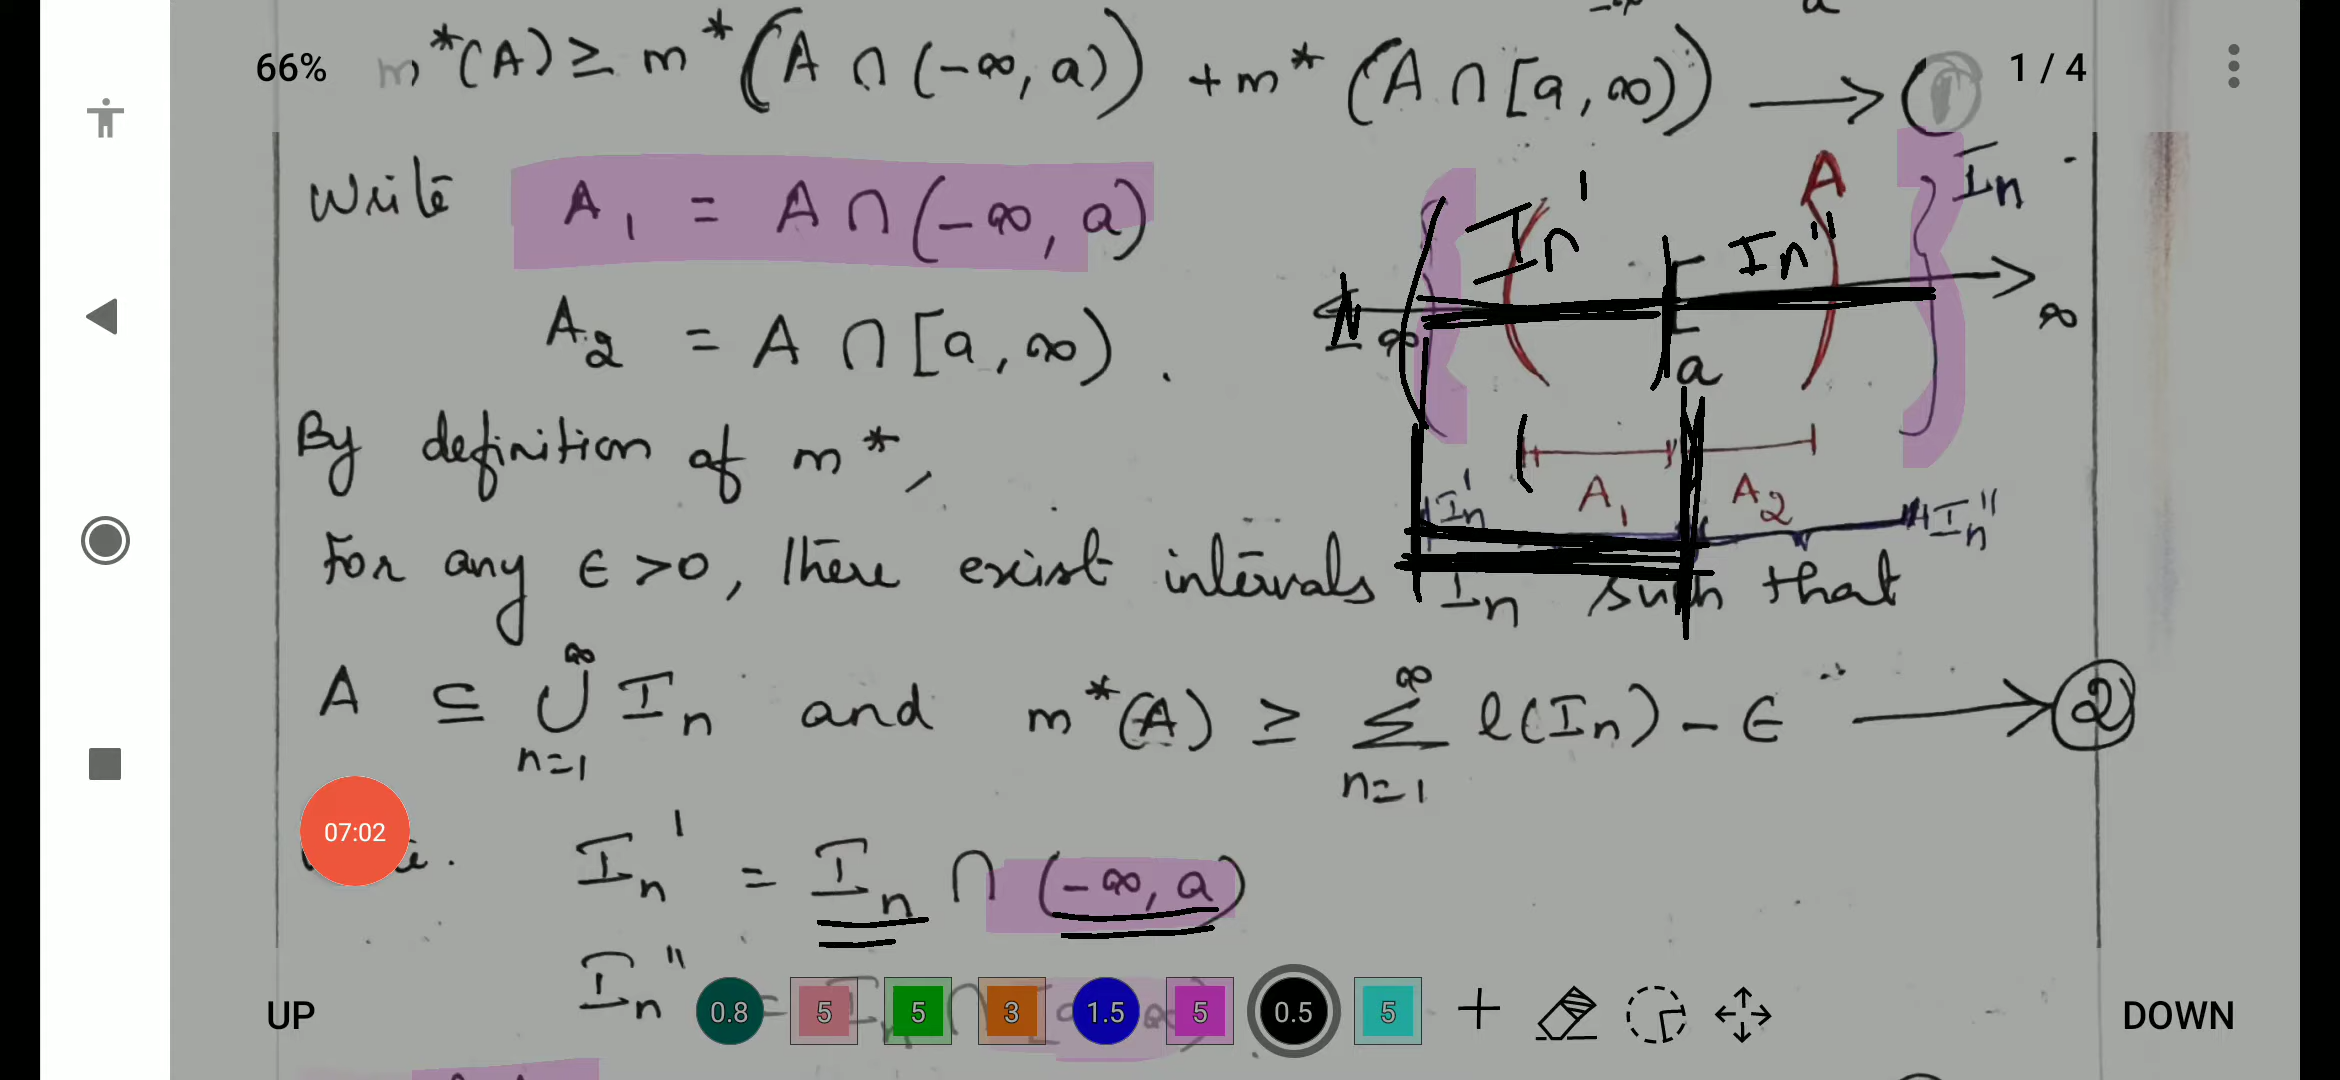 66%
1 / 4
m*(A) ≥ m*(A ∩ (-∞, a)) + m*(A ∩ [a, ∞)) → ①
Write A₁ = A ∩ (-∞, a)
A₂ = A ∩ [a, ∞).
In' In'' A In
∞ a ∞
A₁ A₂
In' In''
By definition of m*,
For any ϵ > 0, there exist intervals In such that
A ⊆ ∪ₙ₌₁^∞ In and m*(A) ≥ ∑ₙ₌₁^∞ l(In) - ϵ → ②
07:02
In' = In ∩ (-∞, a)
In'' = In ∩ [a, ∞)
UP 0.8 5 5 3 1.5 5 0.5 5 DOWN